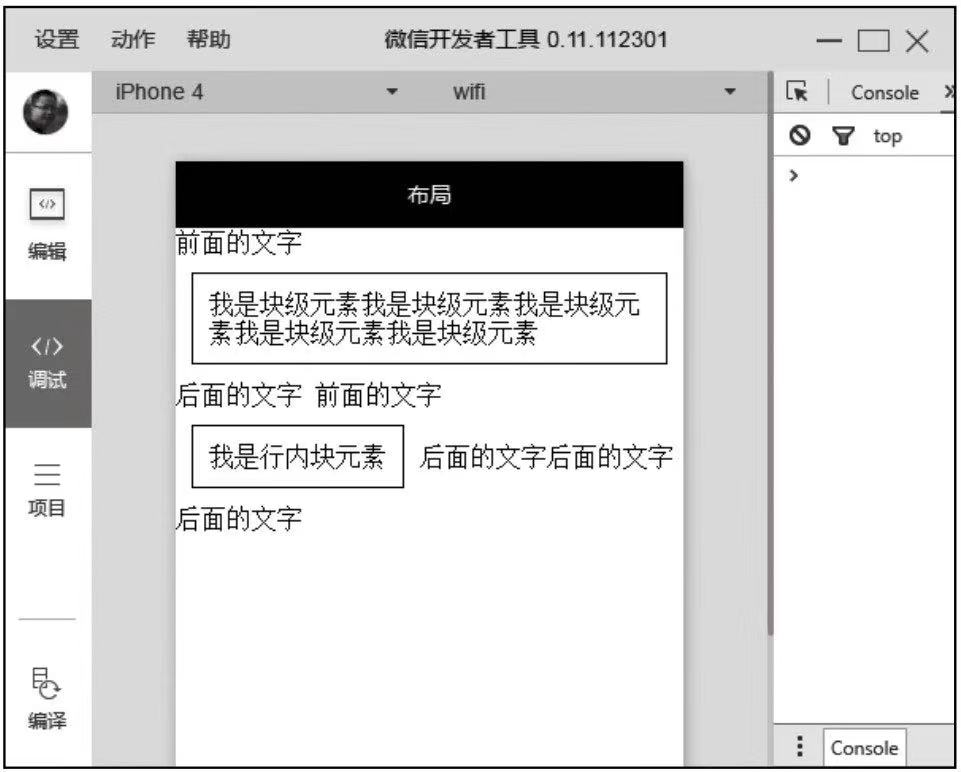 设置 动作 帮助 微信开发者工具 0.11.112301
iPhone 4 wifi
Console
top
编辑
调试
项目
编译
布局
前面的文字
我是块级元素我是块级元素我是块级元
素我是块级元素我是块级元素
后面的文字 前面的文字
我是行内块元素 后面的文字后面的文字
后面的文字
Console